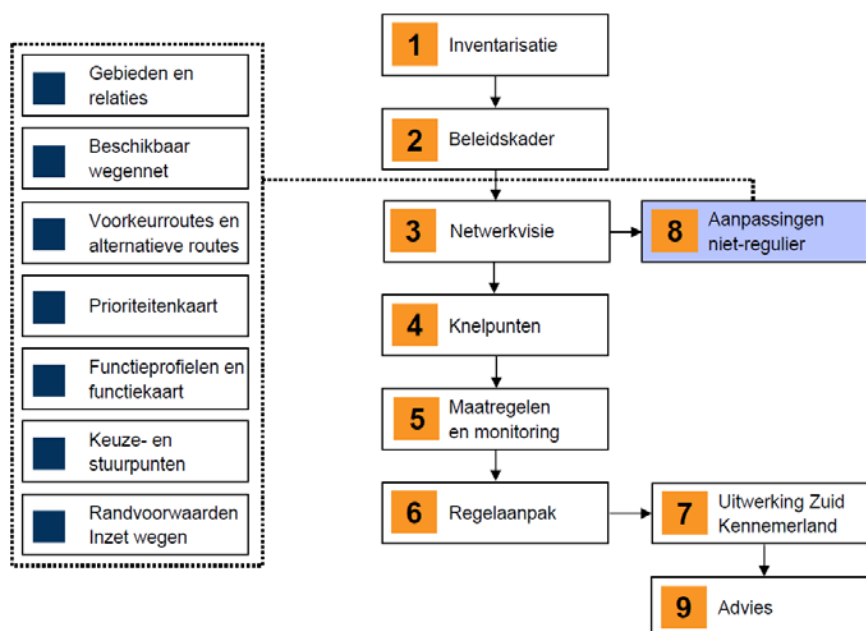 Gebieden en
relaties
Beschikbaar
wegennet
Voorkeurroutes en
alternatieve routes
Prioriteitenkaart
Functieprofielen en
functiekaart
Keuze- en
stuurpunten
Randvoorwaarden
Inzet wegen
1 Inventarisatie
2 Beleidskader
3 Netwerkvisie
8 Aanpassingen
niet-regulier
4 Knelpunten
5 Maatregelen
en monitoring
6 Regelaanpak
7 Uitwerking Zuid
Kennemerland
9 Advies